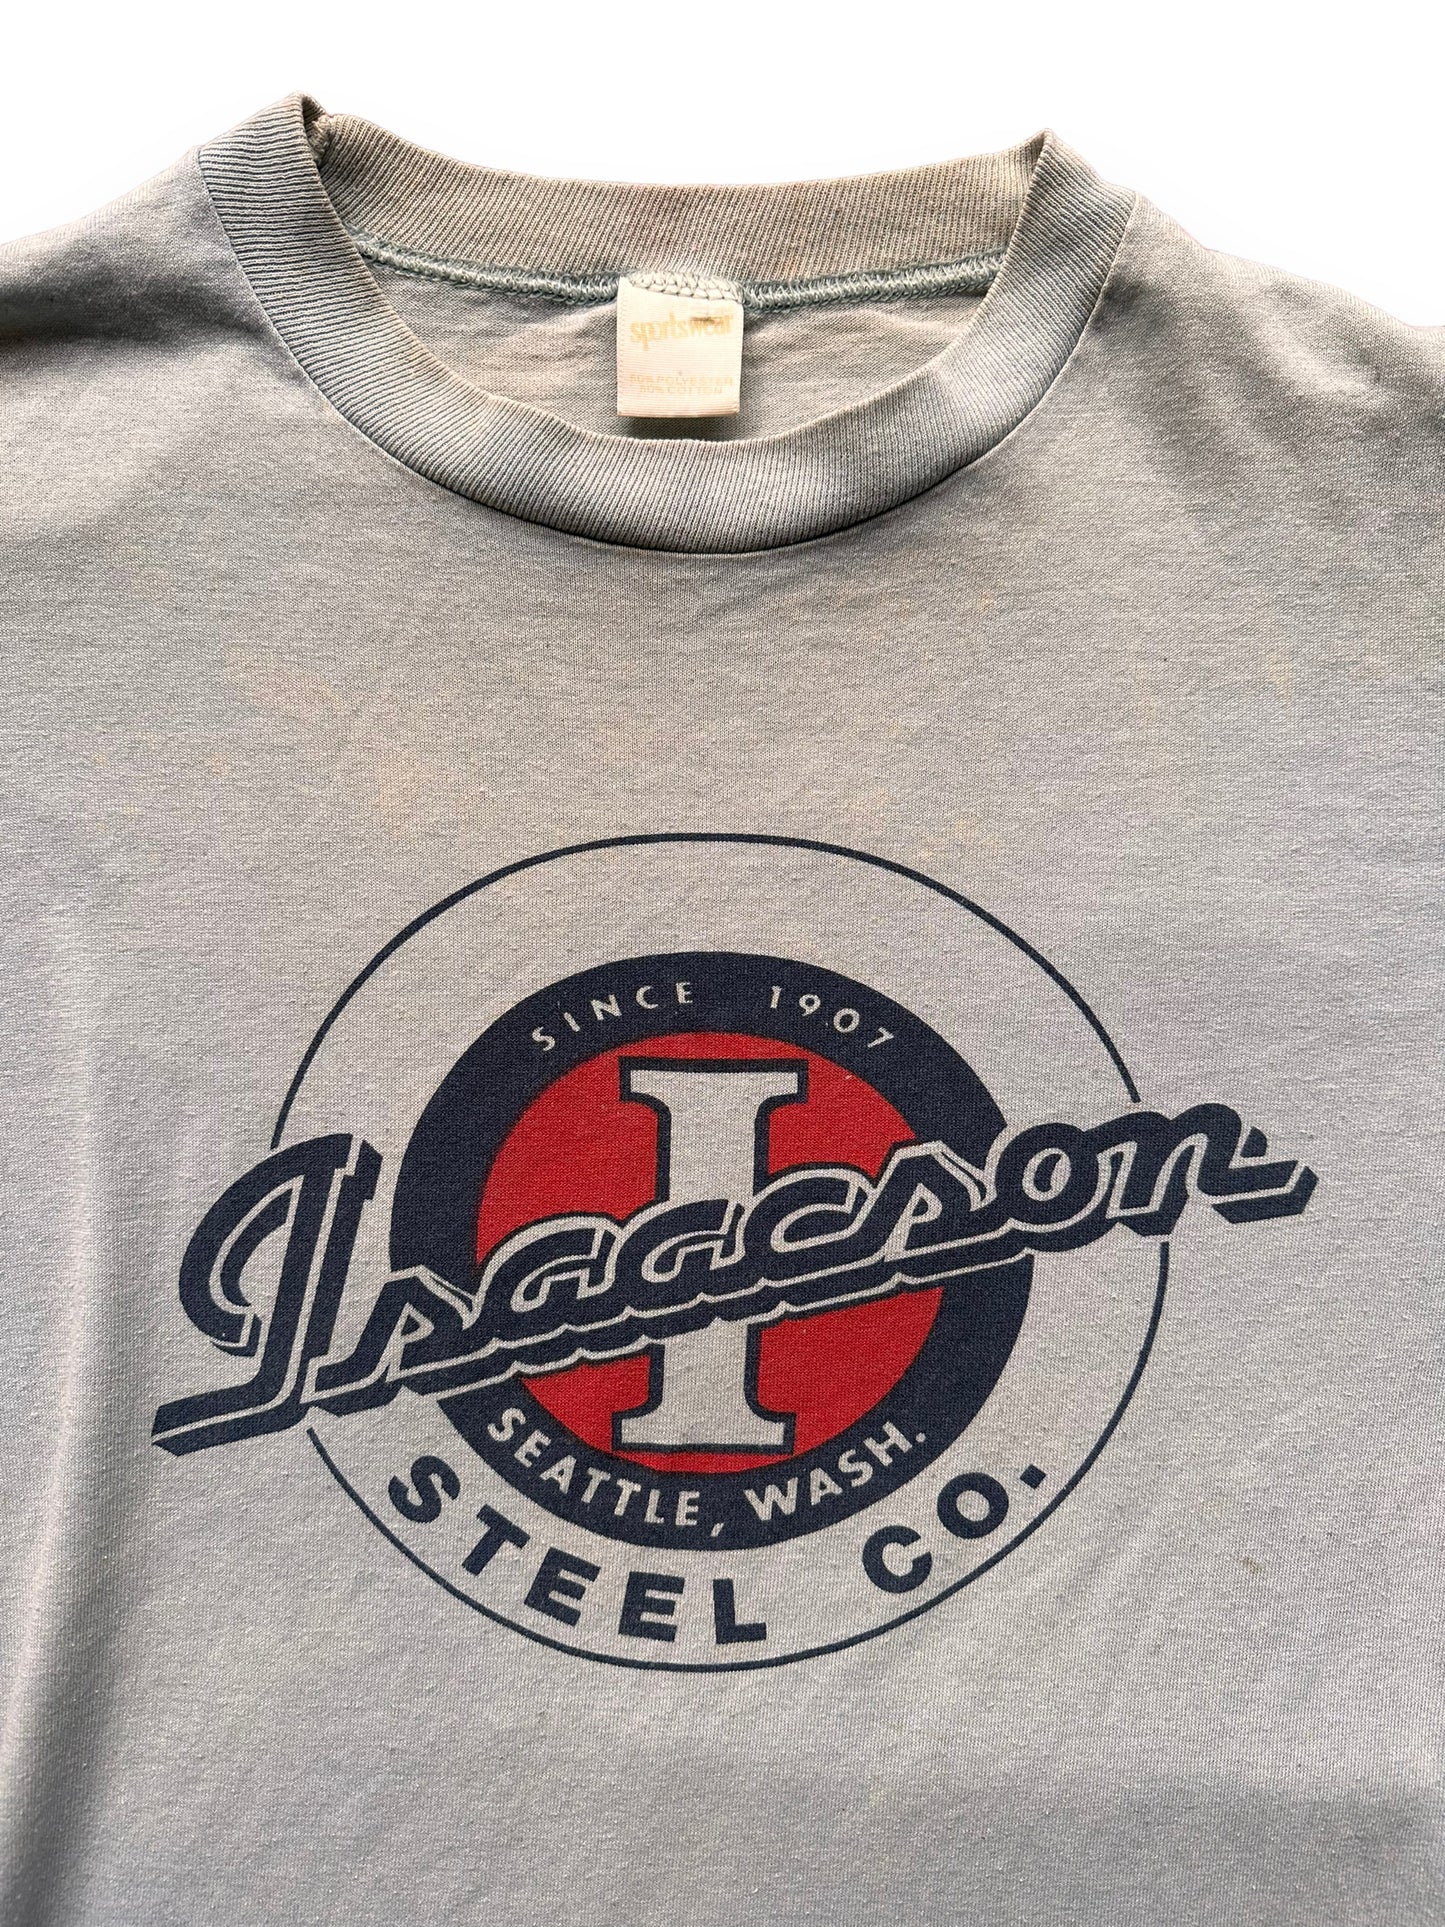 sportswear
50% POLYESTER
50% COTTON
SINCE 1907
I
Isaacson
SEATTLE, WASH.
STEEL CO.